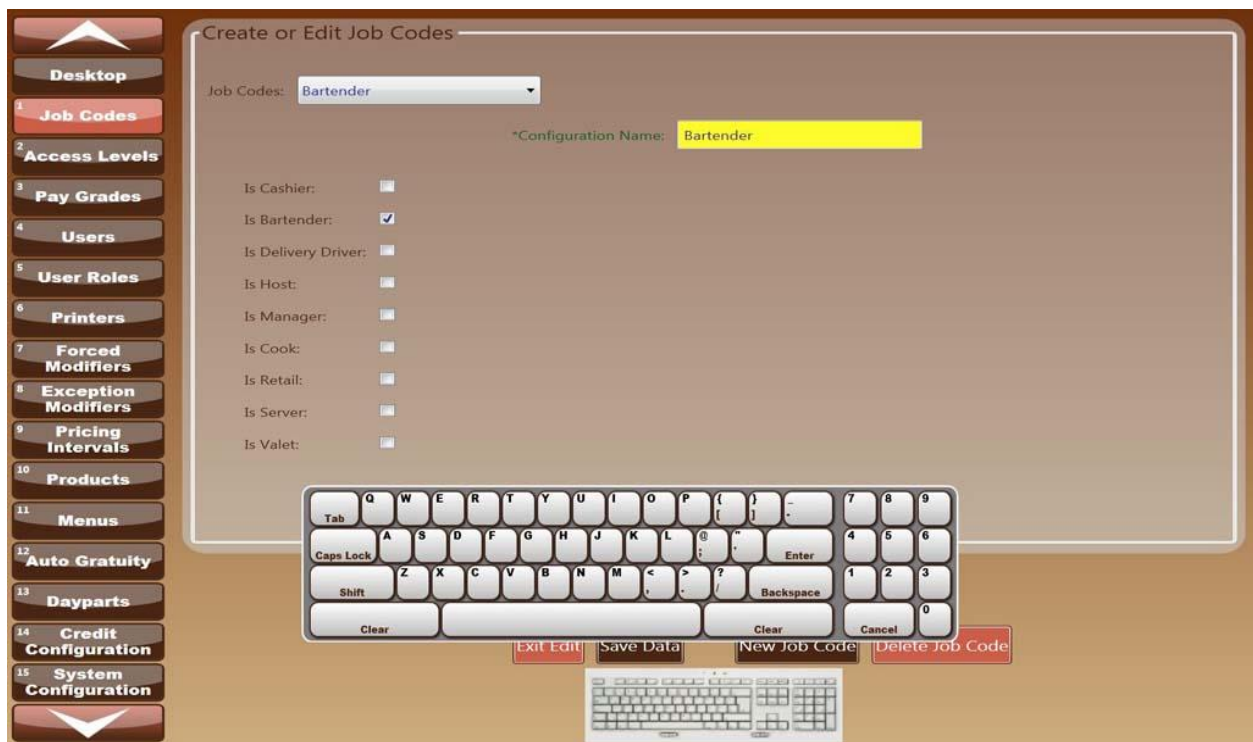 Desktop
1
Job Codes
2
Access Levels
3
Pay Grades
4
Users
5
User Roles
6
Printers
7
Forced
Modifiers
8
Exception
Modifiers
9
Pricing
Intervals
10
Products
11
Menus
12
Auto Gratuity
13
Dayparts
14
Credit
Configuration
15
System
Configuration
Create or Edit Job Codes
Job Codes: Bartender
*Configuration Name: Bartender
Is Cashier:
Is Bartender:
Is Delivery Driver:
Is Host:
Is Manager:
Is Cook:
Is Retail:
Is Server:
Is Valet:
Tab Q W E R T Y U I O P { [ } ] _ - 7 8 9
Caps Lock A S D F G H J K L @ ; " ' Enter 4 5 6
Shift Z X C V B N M < , > . ? / Backspace 1 2 3
Clear Clear Cancel 0
Exit Edit Save Data New Job Code Delete Job Code